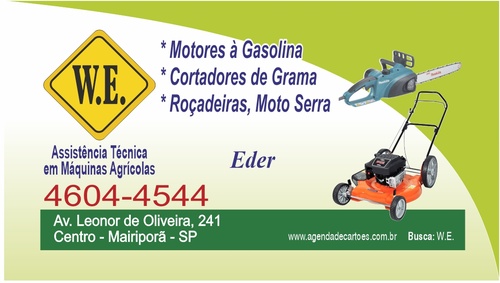 W.E.
* Motores à Gasolina
* Cortadores de Grama
* Roçadeiras, Moto Serra
Assistência Técnica
em Máquinas Agrícolas
Eder
4604-4544
Av. Leonor de Oliveira, 241
Centro - Mairiporã - SP
www.agendadecartoes.com.br Busca: W.E.